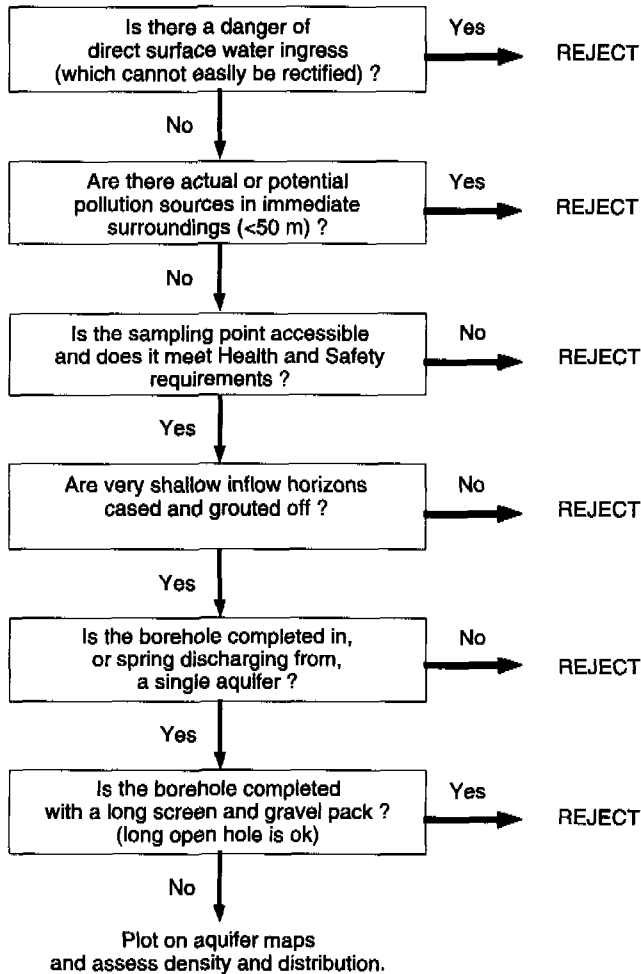 Is there a danger of
direct surface water ingress
(which cannot easily be rectified) ?
Yes
REJECT
No
Are there actual or potential
pollution sources in immediate
surroundings (<50 m) ?
Yes
REJECT
No
Is the sampling point accessible
and does it meet Health and Safety
requirements ?
No
REJECT
Yes
Are very shallow inflow horizons
cased and grouted off ?
No
REJECT
Yes
Is the borehole completed in,
or spring discharging from,
a single aquifer ?
No
REJECT
Yes
Is the borehole completed
with a long screen and gravel pack ?
(long open hole is ok)
Yes
REJECT
No
Plot on aquifer maps
and assess density and distribution.